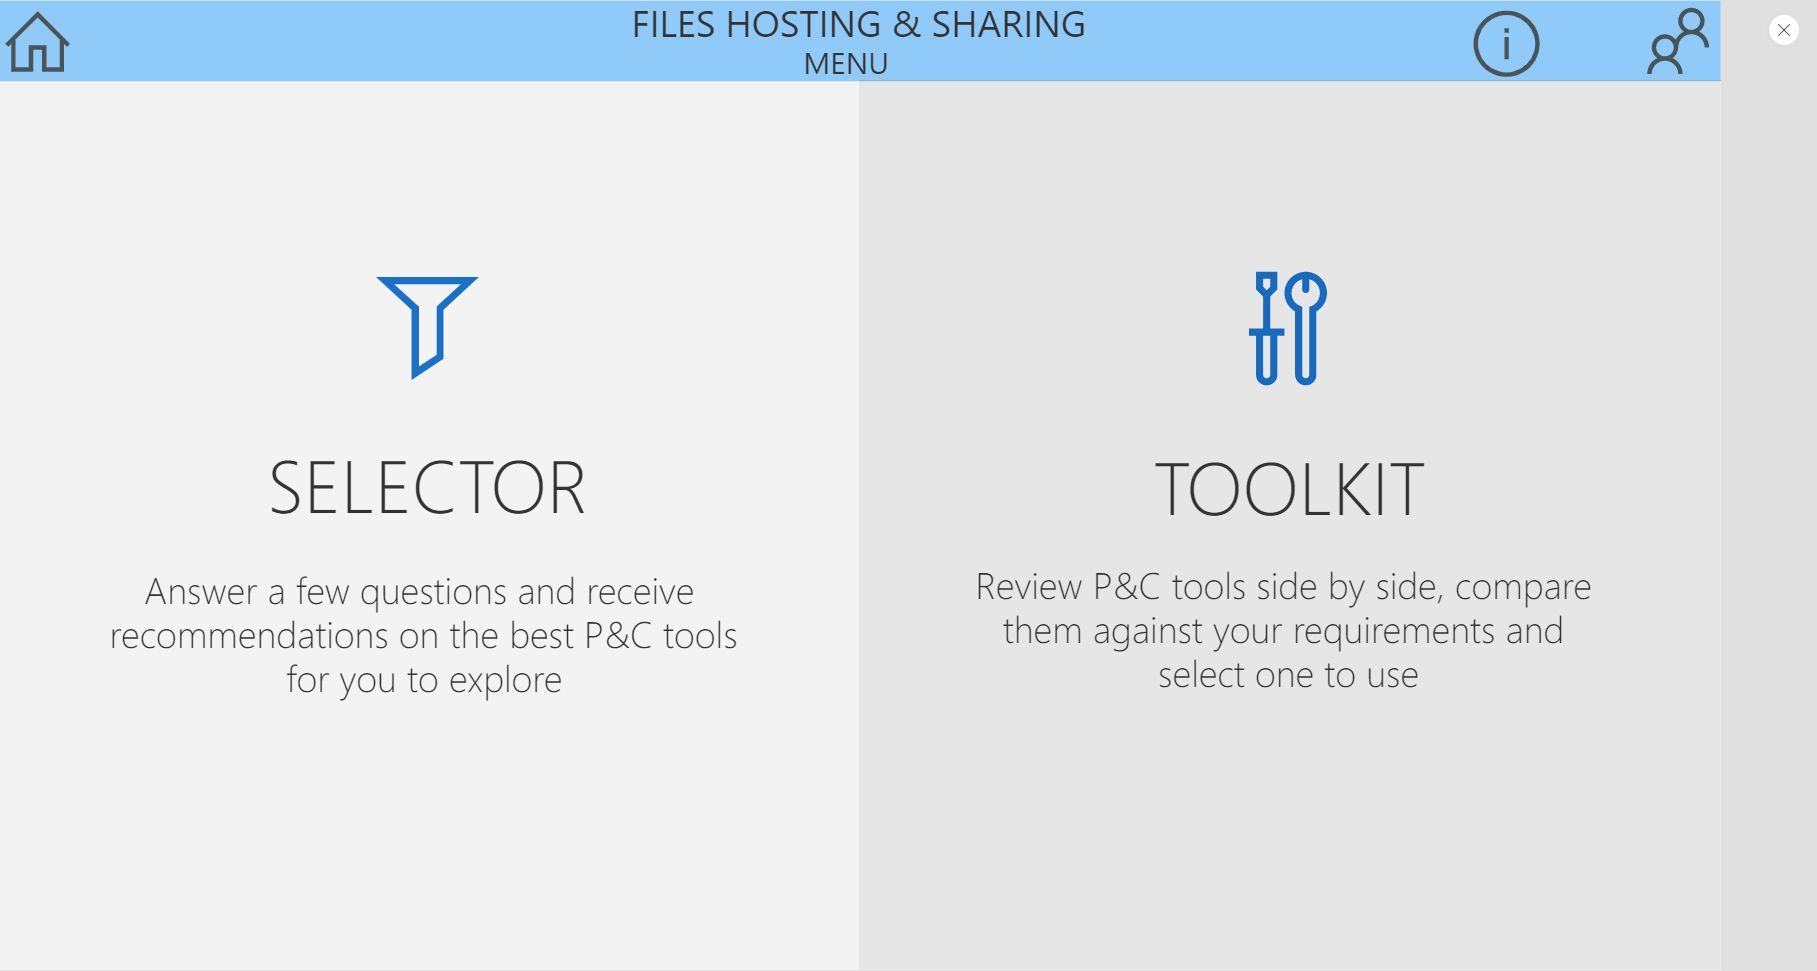 FILES HOSTING & SHARING
MENU
SELECTOR
Answer a few questions and receive
recommendations on the best P&C tools
for you to explore
TOOLKIT
Review P&C tools side by side, compare
them against your requirements and
select one to use